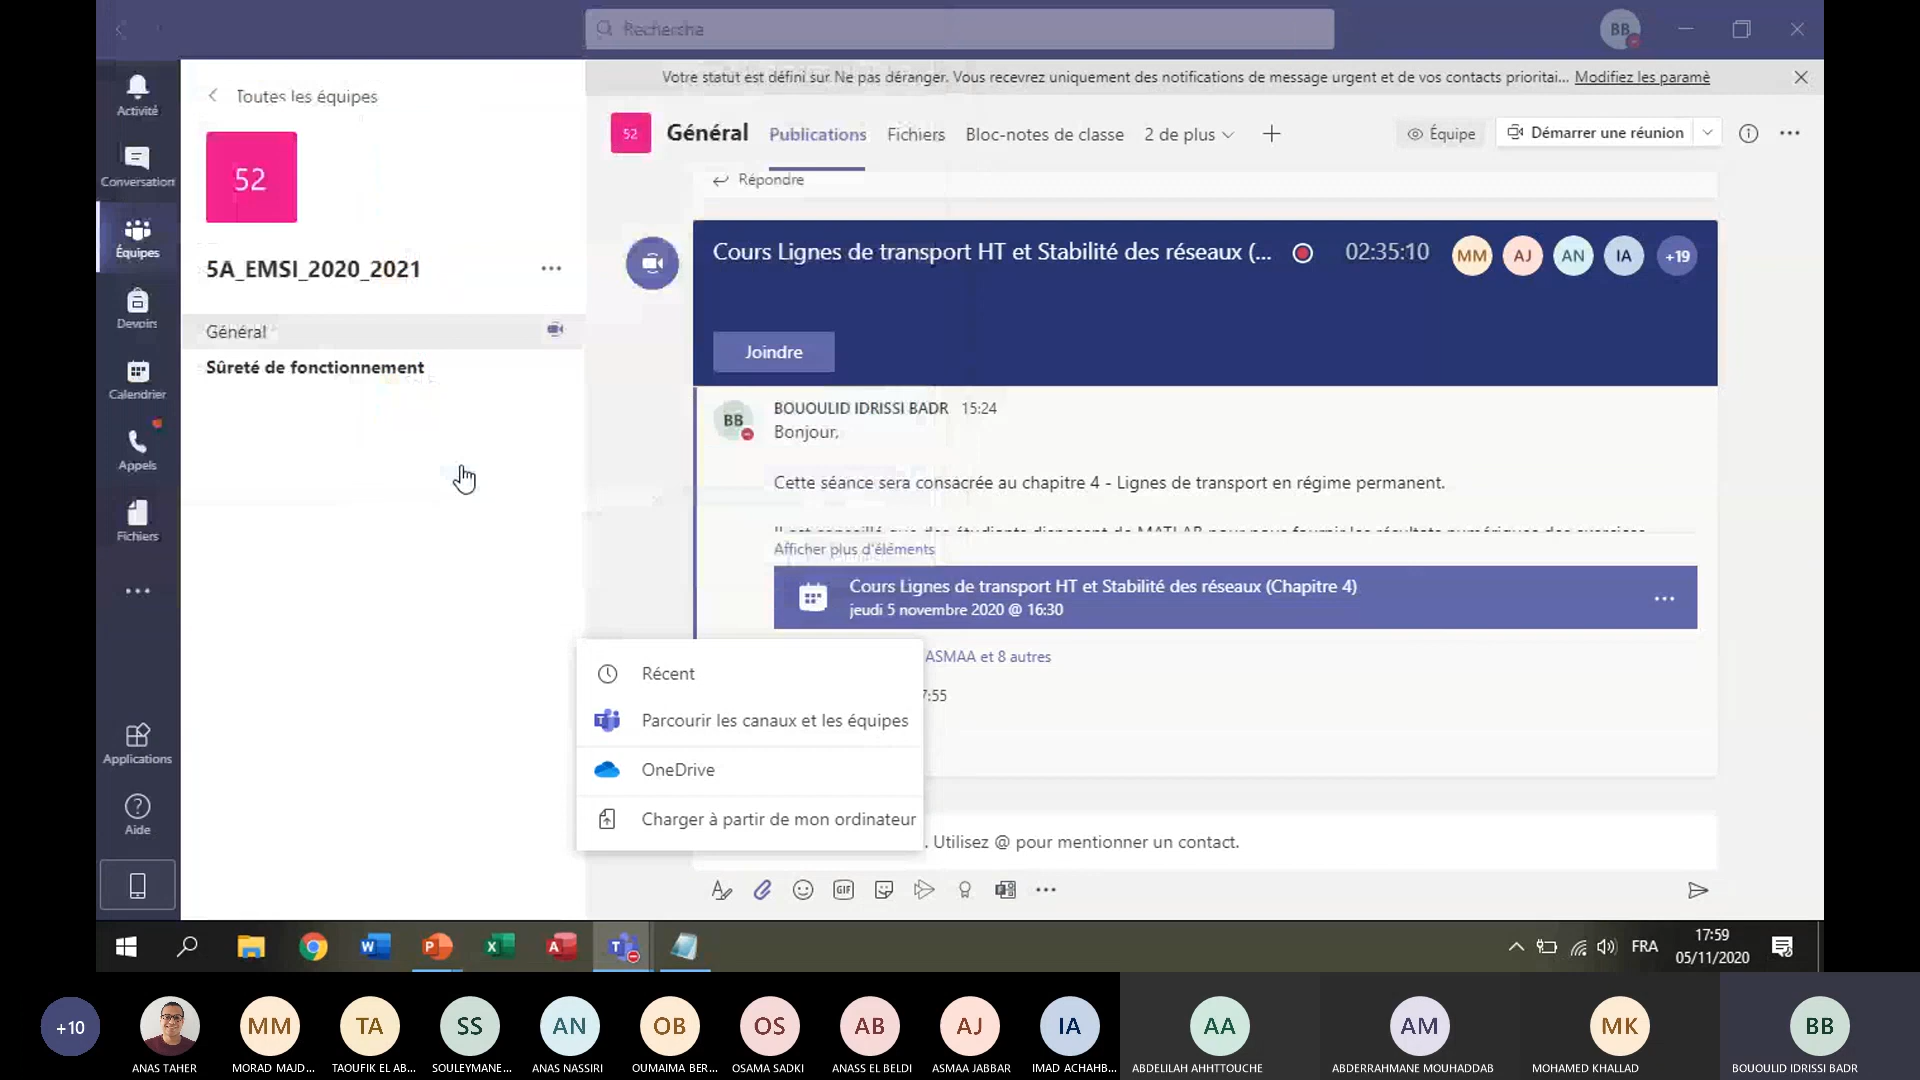 Recherche
BB
Votre statut est défini sur Ne pas déranger. Vous recevrez uniquement des notifications de message urgent et de vos contacts prioritai... Modifiez les paramè
Activité
Conversation
Équipes
Devoirs
Calendrier
Appels
Fichiers
Applications
Aide
Toutes les équipes
52
5A_EMSI_2020_2021
Général
Sûreté de fonctionnement
52 Général Publications Fichiers Bloc-notes de classe 2 de plus
Équipe Démarrer une réunion
Répondre
Cours Lignes de transport HT et Stabilité des réseaux (... 02:35:10 MM AJ AN IA +19
Joindre
BB BOUOULID IDRISSI BADR 15:24
Bonjour,
Cette séance sera consacrée au chapitre 4 - Lignes de transport en régime permanent.
Afficher plus d'éléments
Cours Lignes de transport HT et Stabilité des réseaux (Chapitre 4)
jeudi 5 novembre 2020 @ 16:30
ASMAA et 8 autres
7:55
Récent
Parcourir les canaux et les équipes
OneDrive
Charger à partir de mon ordinateur
. Utilisez @ pour mentionner un contact.
GIF
FRA
17:59
05/11/2020
+10 MM TA SS AN OB OS AB AJ IA AA AM MK BB
ANAS TAHER MORAD MAJD... TAOUFIK EL AB... SOULEYMANE... ANAS NASSIRI OUMAIMA BER... OSAMA SADKI ANASS EL BELDI ASMAA JABBAR IMAD ACHAHB... ABDELILAH AHHTTOUCHE ABDERRAHMANE MOUHADDAB MOHAMED KHALLAD BOUOULID IDRISSI BADR